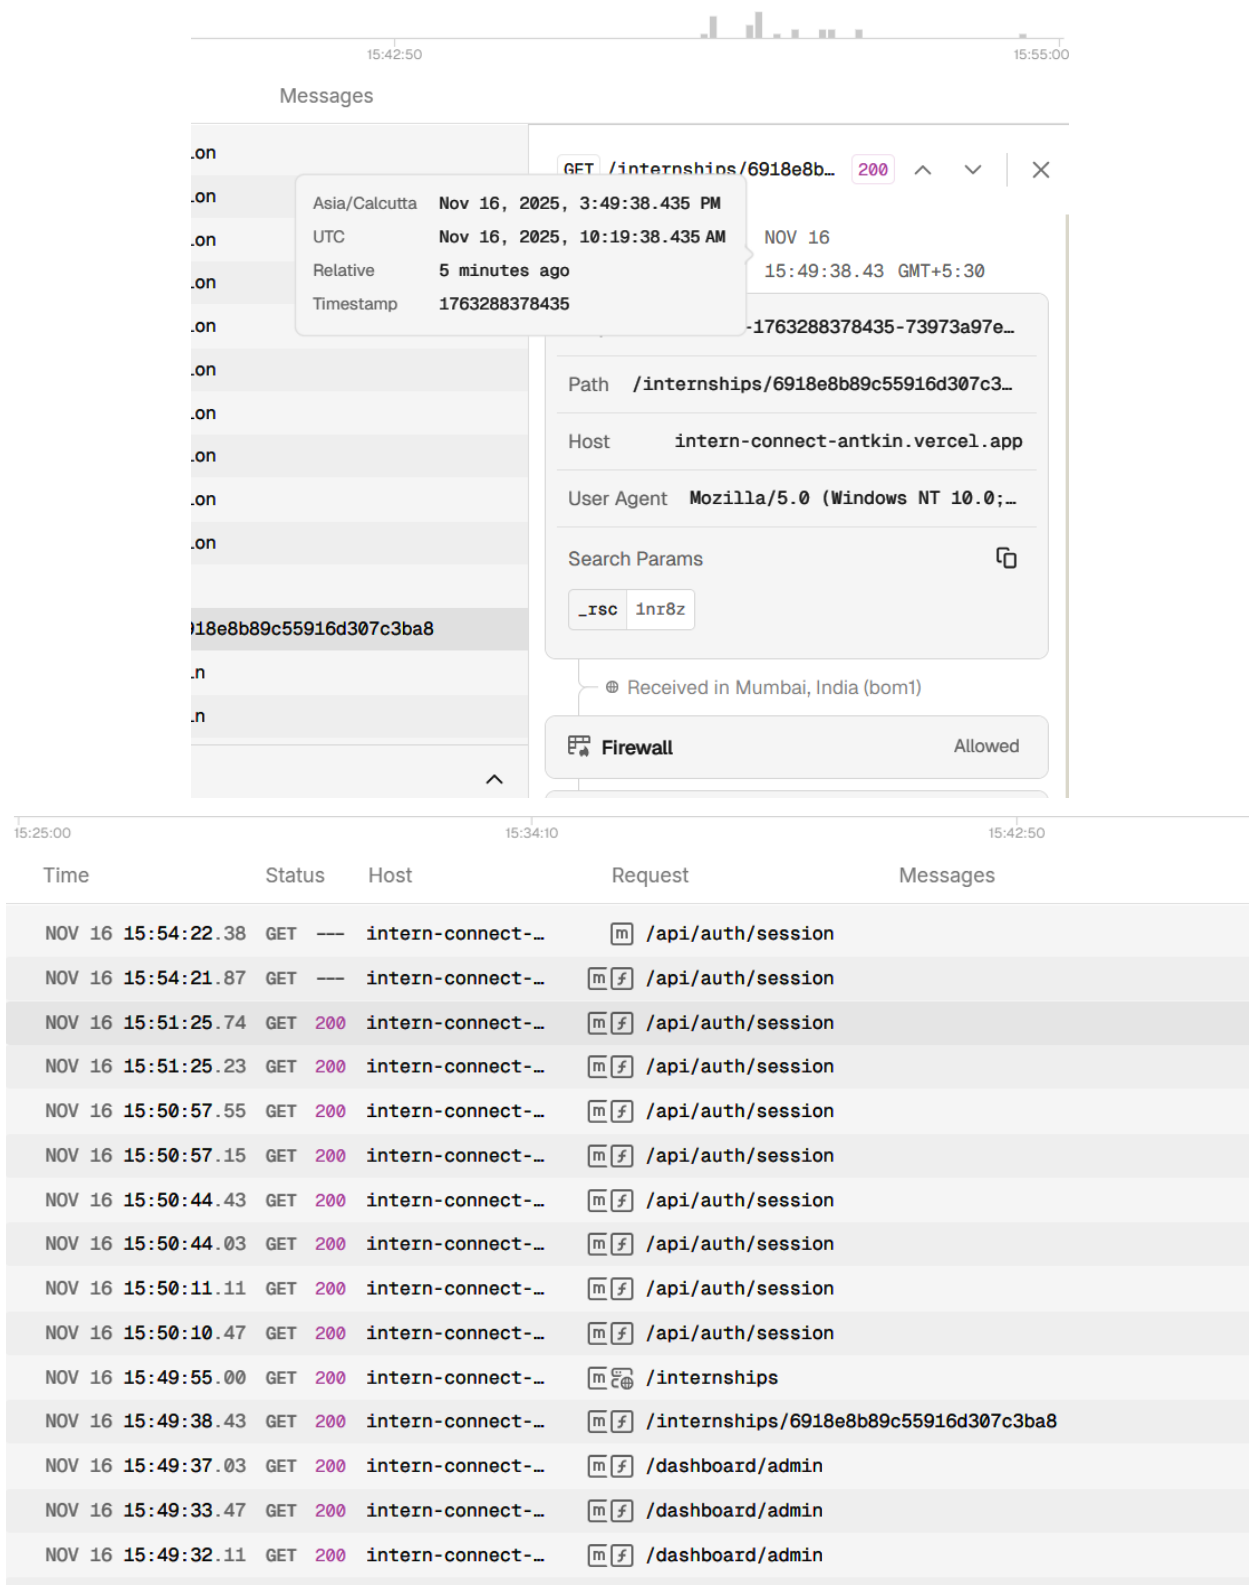 15:42:50 15:55:00
Messages
GET /internships/6918e8b… 200
Asia/Calcutta Nov 16, 2025, 3:49:38.435 PM
UTC Nov 16, 2025, 10:19:38.435 AM
Relative 5 minutes ago
Timestamp 1763288378435
NOV 16
15:49:38.43 GMT+5:30
-1763288378435-73973a97e…
Path /internships/6918e8b89c55916d307c3…
Host intern-connect-antkin.vercel.app
User Agent Mozilla/5.0 (Windows NT 10.0;…
Search Params
_rsc 1nr8z
Received in Mumbai, India (bom1)
Firewall Allowed
on
on
on
on
on
on
on
on
on
on
918e8b89c55916d307c3ba8
in
in
15:25:00 15:34:10 15:42:50
Time Status Host Request Messages
NOV 16 15:54:22.38 GET --- intern-connect-… m /api/auth/session
NOV 16 15:54:21.87 GET --- intern-connect-… m f /api/auth/session
NOV 16 15:51:25.74 GET 200 intern-connect-… m f /api/auth/session
NOV 16 15:51:25.23 GET 200 intern-connect-… m f /api/auth/session
NOV 16 15:50:57.55 GET 200 intern-connect-… m f /api/auth/session
NOV 16 15:50:57.15 GET 200 intern-connect-… m f /api/auth/session
NOV 16 15:50:44.43 GET 200 intern-connect-… m f /api/auth/session
NOV 16 15:50:44.03 GET 200 intern-connect-… m f /api/auth/session
NOV 16 15:50:11.11 GET 200 intern-connect-… m f /api/auth/session
NOV 16 15:50:10.47 GET 200 intern-connect-… m f /api/auth/session
NOV 16 15:49:55.00 GET 200 intern-connect-… m /internships
NOV 16 15:49:38.43 GET 200 intern-connect-… m f /internships/6918e8b89c55916d307c3ba8
NOV 16 15:49:37.03 GET 200 intern-connect-… m f /dashboard/admin
NOV 16 15:49:33.47 GET 200 intern-connect-… m f /dashboard/admin
NOV 16 15:49:32.11 GET 200 intern-connect-… m f /dashboard/admin